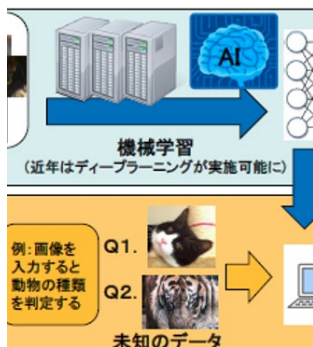 AI
機械学習
(近年はディープラーニングが実施可能に)
例:画像を
入力すると
動物の種類
を判定する
Q1.
Q2.
未知のデータ